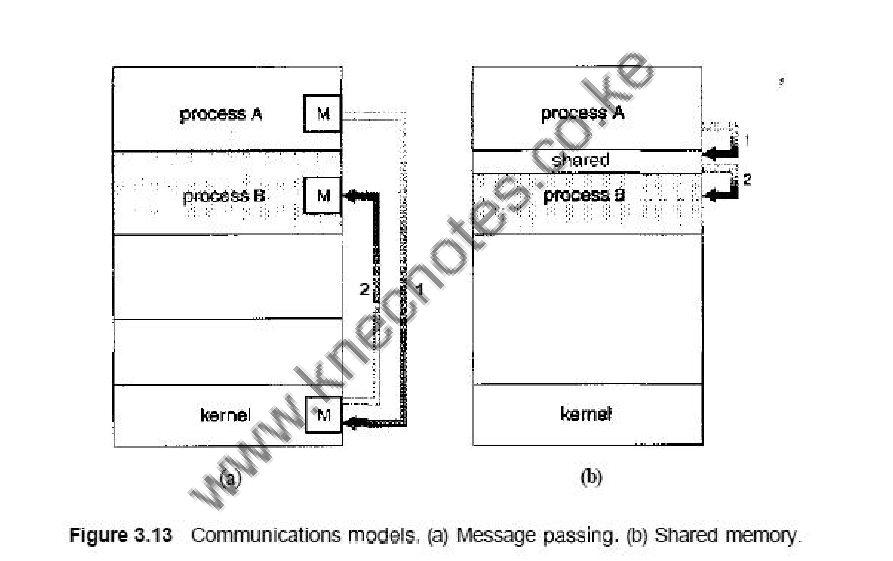 process A M
process B M
2 1
kernel M
(a)
process A
1
shared
2
process B
kernel
(b)
Figure 3.13 Communications models. (a) Message passing. (b) Shared memory.
www.knecnotes.co.ke